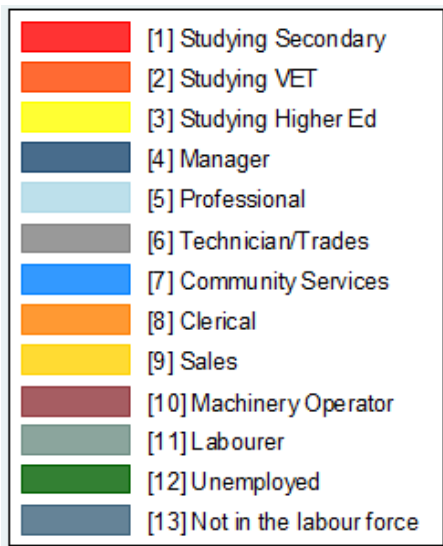 [1] Studying Secondary
[2] Studying VET
[3] Studying Higher Ed
[4] Manager
[5] Professional
[6] Technician/Trades
[7] Community Services
[8] Clerical
[9] Sales
[10] Machinery Operator
[11] Labourer
[12] Unemployed
[13] Not in the labour force